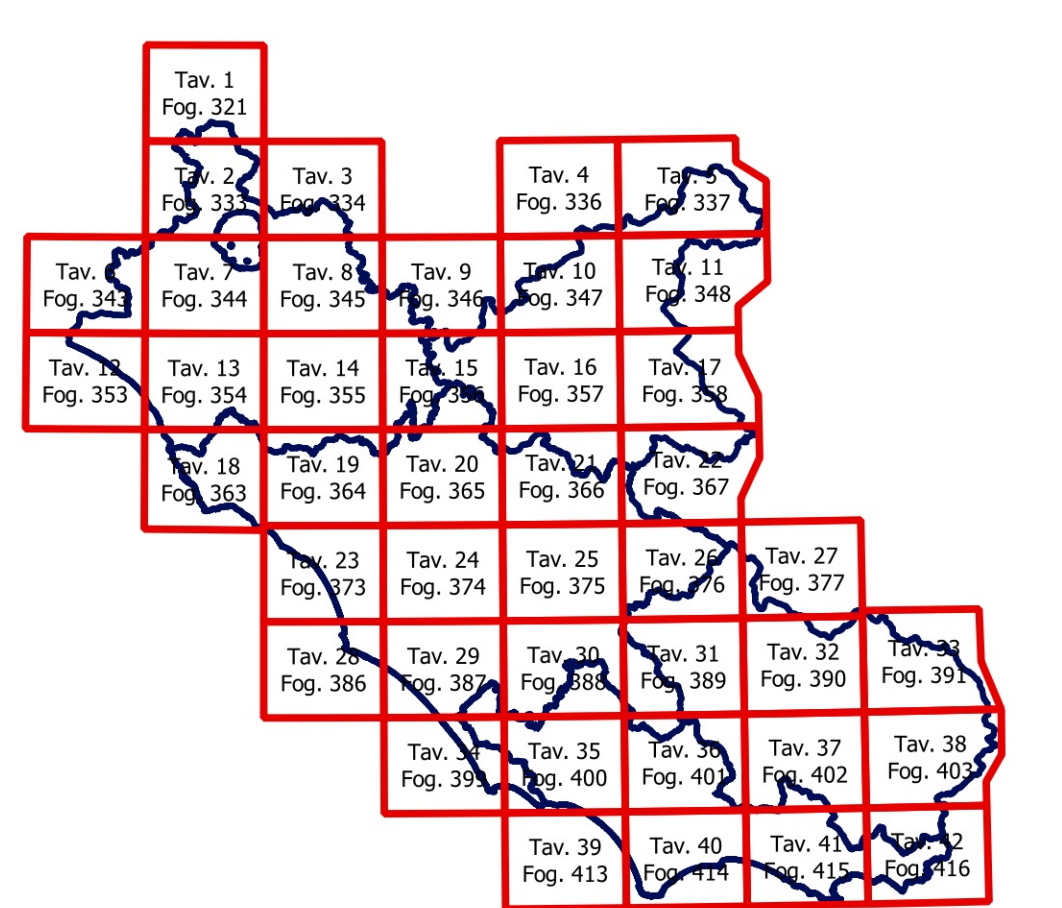 Tav. 1
Fog. 321
Tav. 2
Fog. 333
Tav. 3
Fog. 334
Tav. 4
Fog. 336
Tav. 5
Fog. 337
Tav. 6
Fog. 343
Tav. 7
Fog. 344
Tav. 8
Fog. 345
Tav. 9
Fog. 346
Tav. 10
Fog. 347
Tav. 11
Fog. 348
Tav. 12
Fog. 353
Tav. 13
Fog. 354
Tav. 14
Fog. 355
Tav. 15
Fog. 356
Tav. 16
Fog. 357
Tav. 17
Fog. 358
Tav. 18
Fog. 363
Tav. 19
Fog. 364
Tav. 20
Fog. 365
Tav. 21
Fog. 366
Tav. 22
Fog. 367
Tav. 23
Fog. 373
Tav. 24
Fog. 374
Tav. 25
Fog. 375
Tav. 26
Fog. 376
Tav. 27
Fog. 377
Tav. 28
Fog. 386
Tav. 29
Fog. 387
Tav. 30
Fog. 388
Tav. 31
Fog. 389
Tav. 32
Fog. 390
Tav. 33
Fog. 391
Tav. 34
Fog. 399
Tav. 35
Fog. 400
Tav. 36
Fog. 401
Tav. 37
Fog. 402
Tav. 38
Fog. 403
Tav. 39
Fog. 413
Tav. 40
Fog. 414
Tav. 41
Fog. 415
Tav. 42
Fog. 416